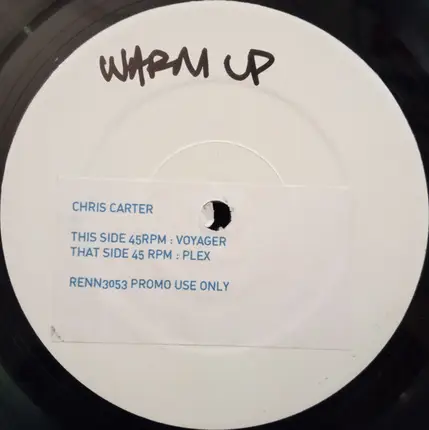 WARM UP
CHRIS CARTER
THIS SIDE 45RPM : VOYAGER
THAT SIDE 45 RPM : PLEX
RENN3053 PROMO USE ONLY